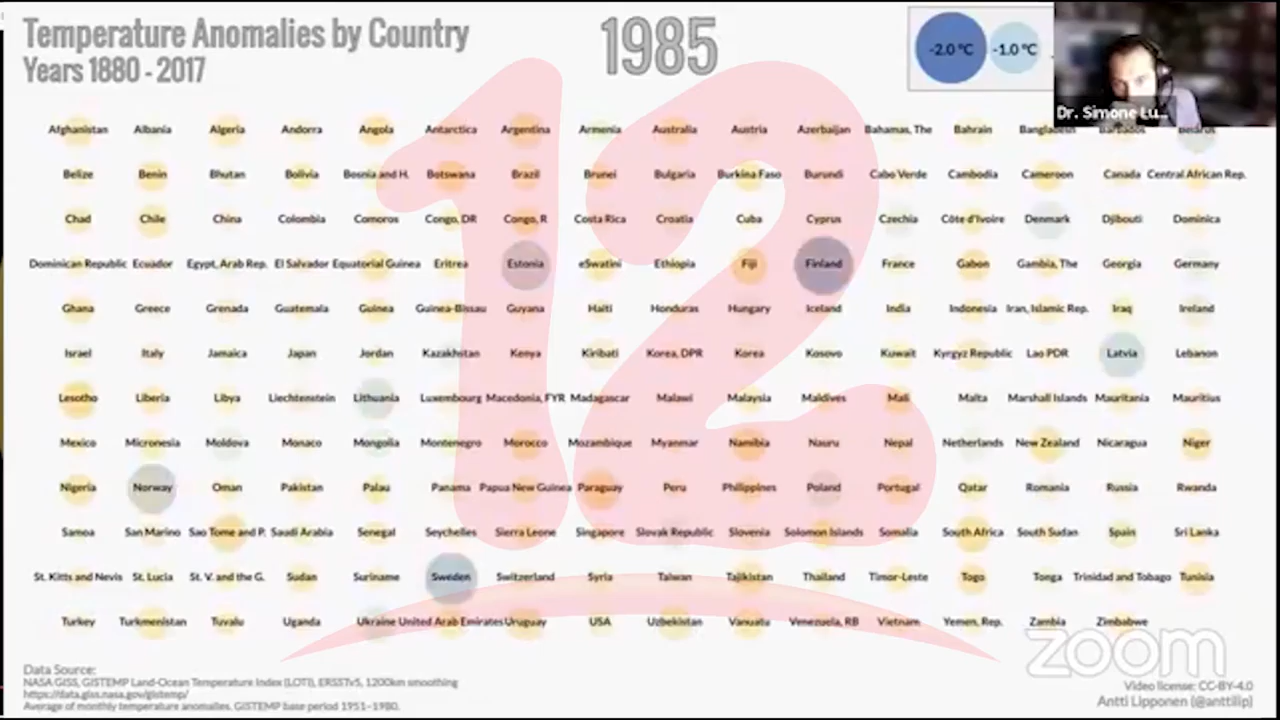 Temperature Anomalies by Country
Years 1880 - 2017
1985
-2.0 °C -1.0 °C
Dr. Simone Lu...
12
Afghanistan Albania Algeria Andorra Angola Antarctica Argentina Armenia Australia Austria Azerbaijan Bahamas, The Bahrain Bangladesh Barbados Belarus
Belize Benin Bhutan Bolivia Bosnia and H. Botswana Brazil Brunei Bulgaria Burkina Faso Burundi Cabo Verde Cambodia Cameroon Canada Central African Rep.
Chad Chile China Colombia Comoros Congo, DR Congo, R Costa Rica Croatia Cuba Cyprus Czechia Côte d'Ivoire Denmark Djibouti Dominica
Dominican Republic Ecuador Egypt, Arab Rep. El Salvador Equatorial Guinea Eritrea Estonia eSwatini Ethiopia Fiji Finland France Gabon Gambia, The Georgia Germany
Ghana Greece Grenada Guatemala Guinea Guinea-Bissau Guyana Haiti Honduras Hungary Iceland India Indonesia Iran, Islamic Rep. Iraq Ireland
Israel Italy Jamaica Japan Jordan Kazakhstan Kenya Kiribati Korea, DPR Korea Kosovo Kuwait Kyrgyz Republic Lao PDR Latvia Lebanon
Lesotho Liberia Libya Liechtenstein Lithuania Luxembourg Macedonia, FYR Madagascar Malawi Malaysia Maldives Mali Malta Marshall Islands Mauritania Mauritius
Mexico Micronesia Moldova Monaco Mongolia Montenegro Morocco Mozambique Myanmar Namibia Nauru Nepal Netherlands New Zealand Nicaragua Niger
Nigeria Norway Oman Pakistan Palau Panama Papua New Guinea Paraguay Peru Philippines Poland Portugal Qatar Romania Russia Rwanda
Samoa San Marino Sao Tome and P. Saudi Arabia Senegal Seychelles Sierra Leone Singapore Slovak Republic Slovenia Solomon Islands Somalia South Africa South Sudan Spain Sri Lanka
St. Kitts and Nevis St. Lucia St. V. and the G. Sudan Suriname Sweden Switzerland Syria Taiwan Tajikistan Thailand Timor-Leste Togo Tonga Trinidad and Tobago Tunisia
Turkey Turkmenistan Tuvalu Uganda Ukraine United Arab Emirates Uruguay USA Uzbekistan Vanuatu Venezuela, RB Vietnam Yemen, Rep. Zambia Zimbabwe
zoom
Data Source:
NASA GISS, GISTEMP Land-Ocean Temperature Index (LOTI), ERSSTv5, 1200km smoothing
https://data.giss.nasa.gov/gistemp/
Average of monthly temperature anomalies. GISTEMP base period 1951-1980.
Video license: CC-BY-4.0
Antti Lipponen (@anttilip)